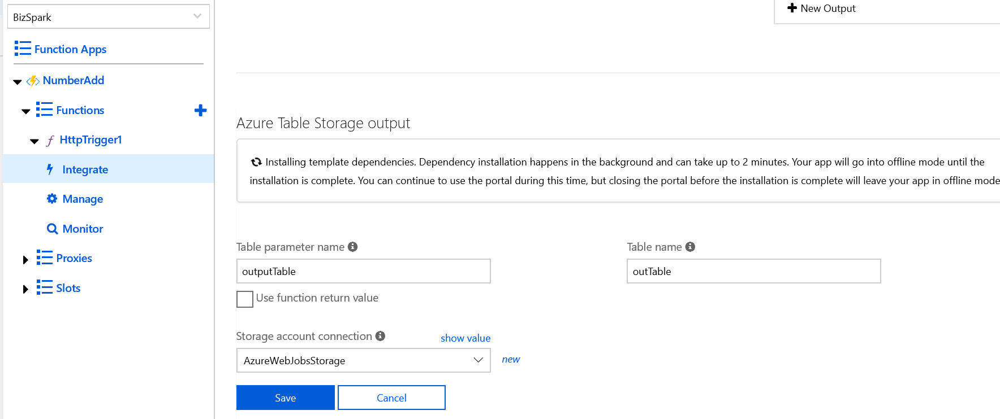 BizSpark
Function Apps
NumberAdd
Functions
HttpTrigger1
Integrate
Manage
Monitor
Proxies
Slots
New Output
Azure Table Storage output
Installing template dependencies. Dependency installation happens in the background and can take up to 2 minutes. Your app will go into offline mode until the
installation is complete. You can continue to use the portal during this time, but closing the portal before the installation is complete will leave your app in offline mode
Table parameter name
outputTable
Use function return value
Table name
outTable
Storage account connection
show value
AzureWebJobsStorage
new
Save
Cancel